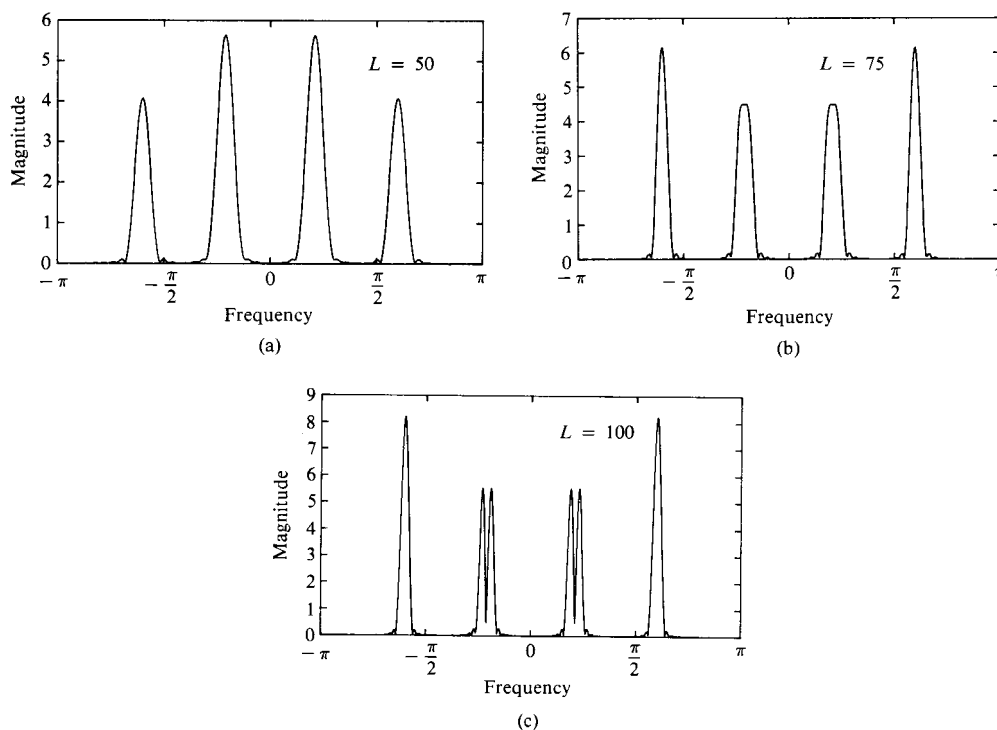 6
5
4
3
2
1
0
Magnitude
L = 50
−π
−π/2
0
π/2
π
Frequency
(a)
7
6
5
4
3
2
1
0
Magnitude
L = 75
−π
−π/2
0
π/2
π
Frequency
(b)
9
8
7
6
5
4
3
2
1
0
Magnitude
L = 100
−π
−π/2
0
π/2
π
Frequency
(c)